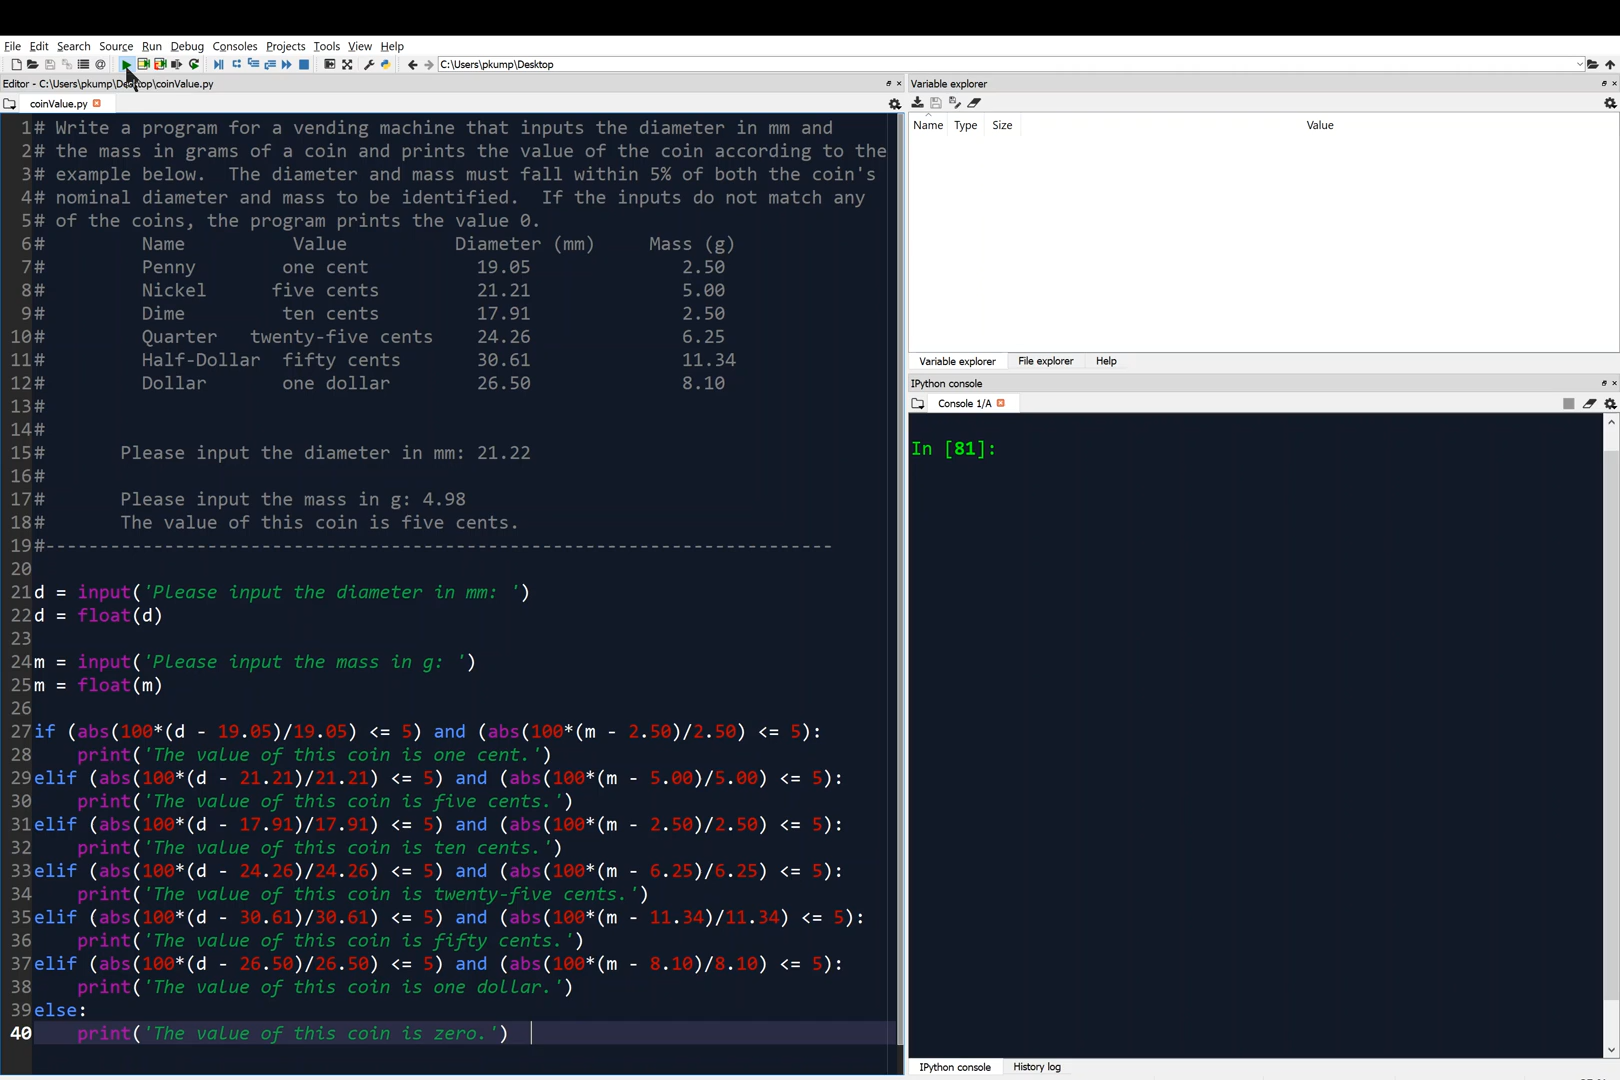 File Edit Search Source Run Debug Consoles Projects Tools View Help
C:\Users\pkump\Desktop
Editor - C:\Users\pkump\Desktop\coinValue.py
coinValue.py
1# Write a program for a vending machine that inputs the diameter in mm and
2# the mass in grams of a coin and prints the value of the coin according to the
3# example below.  The diameter and mass must fall within 5% of both the coin's
4# nominal diameter and mass to be identified.  If the inputs do not match any
5# of the coins, the program prints the value 0.
6#         Name          Value          Diameter (mm)     Mass (g)
7#         Penny        one cent          19.05              2.50
8#         Nickel      five cents         21.21              5.00
9#         Dime         ten cents         17.91              2.50
10#         Quarter   twenty-five cents    24.26              6.25
11#         Half-Dollar  fifty cents       30.61              11.34
12#         Dollar       one dollar        26.50              8.10
13#
14#
15#       Please input the diameter in mm: 21.22
16#
17#       Please input the mass in g: 4.98
18#       The value of this coin is five cents.
19#-------------------------------------------------------------------------
20
21d = input('Please input the diameter in mm: ')
22d = float(d)
23
24m = input('Please input the mass in g: ')
25m = float(m)
26
27if (abs(100*(d - 19.05)/19.05) <= 5) and (abs(100*(m - 2.50)/2.50) <= 5):
28    print('The value of this coin is one cent.')
29elif (abs(100*(d - 21.21)/21.21) <= 5) and (abs(100*(m - 5.00)/5.00) <= 5):
30    print('The value of this coin is five cents.')
31elif (abs(100*(d - 17.91)/17.91) <= 5) and (abs(100*(m - 2.50)/2.50) <= 5):
32    print('The value of this coin is ten cents.')
33elif (abs(100*(d - 24.26)/24.26) <= 5) and (abs(100*(m - 6.25)/6.25) <= 5):
34    print('The value of this coin is twenty-five cents.')
35elif (abs(100*(d - 30.61)/30.61) <= 5) and (abs(100*(m - 11.34)/11.34) <= 5):
36    print('The value of this coin is fifty cents.')
37elif (abs(100*(d - 26.50)/26.50) <= 5) and (abs(100*(m - 8.10)/8.10) <= 5):
38    print('The value of this coin is one dollar.')
39else:
40    print('The value of this coin is zero.')
Variable explorer
Name Type Size Value
Variable explorer File explorer Help
IPython console
Console 1/A
In [81]:
IPython console History log